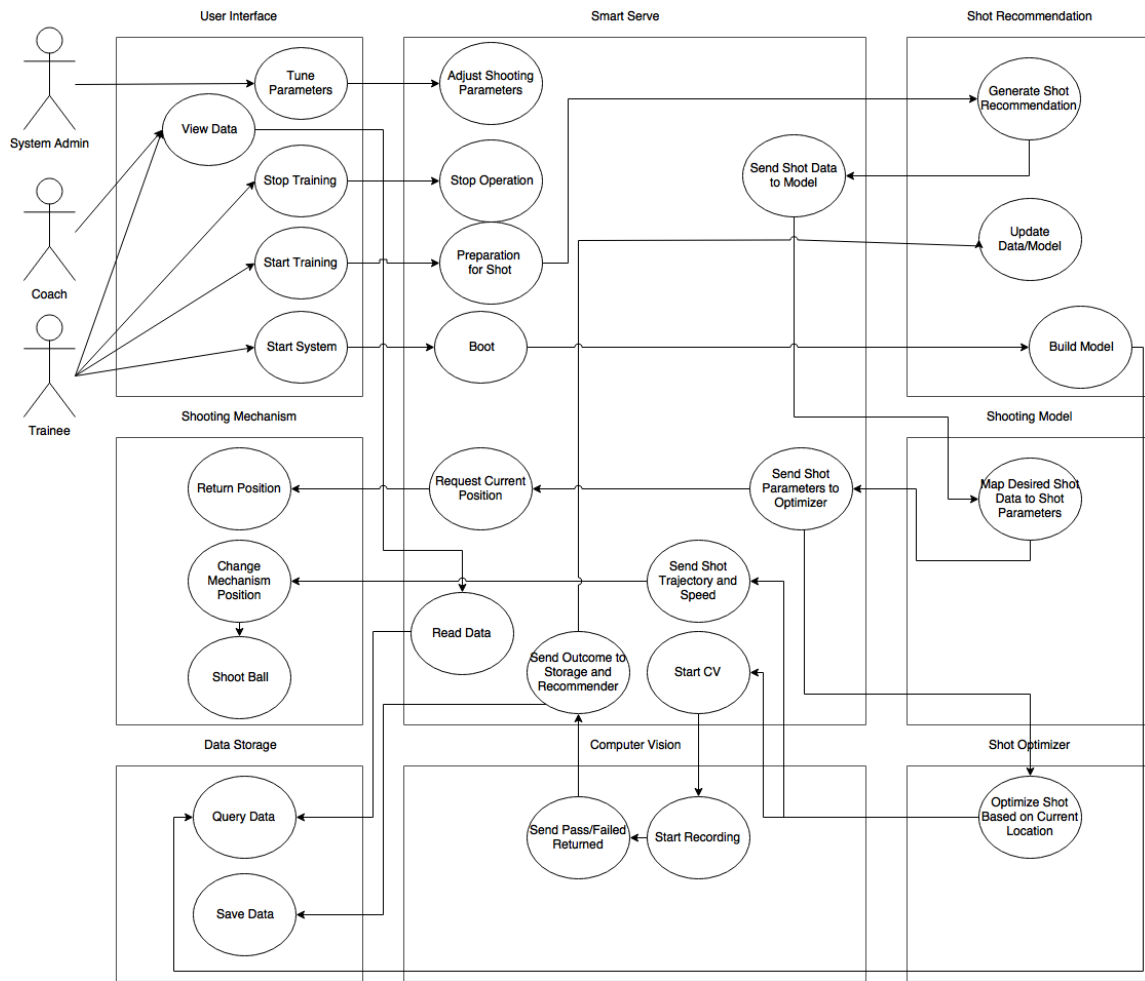 User Interface
Smart Serve
Shot Recommendation
System Admin
Coach
Trainee
Tune
Parameters
View Data
Stop Training
Start Training
Start System
Adjust Shooting
Parameters
Stop Operation
Preparation
for Shot
Boot
Send Shot Data
to Model
Generate Shot
Recommendation
Update
Data/Model
Build Model
Shooting Mechanism
Shooting Model
Return Position
Change
Mechanism
Position
Shoot Ball
Request Current
Position
Send Shot
Parameters to
Optimizer
Send Shot
Trajectory and
Speed
Read Data
Send Outcome to
Storage and
Recommender
Start CV
Map Desired Shot
Data to Shot
Parameters
Data Storage
Computer Vision
Shot Optimizer
Query Data
Save Data
Send Pass/Failed
Returned
Start Recording
Optimize Shot
Based on Current
Location